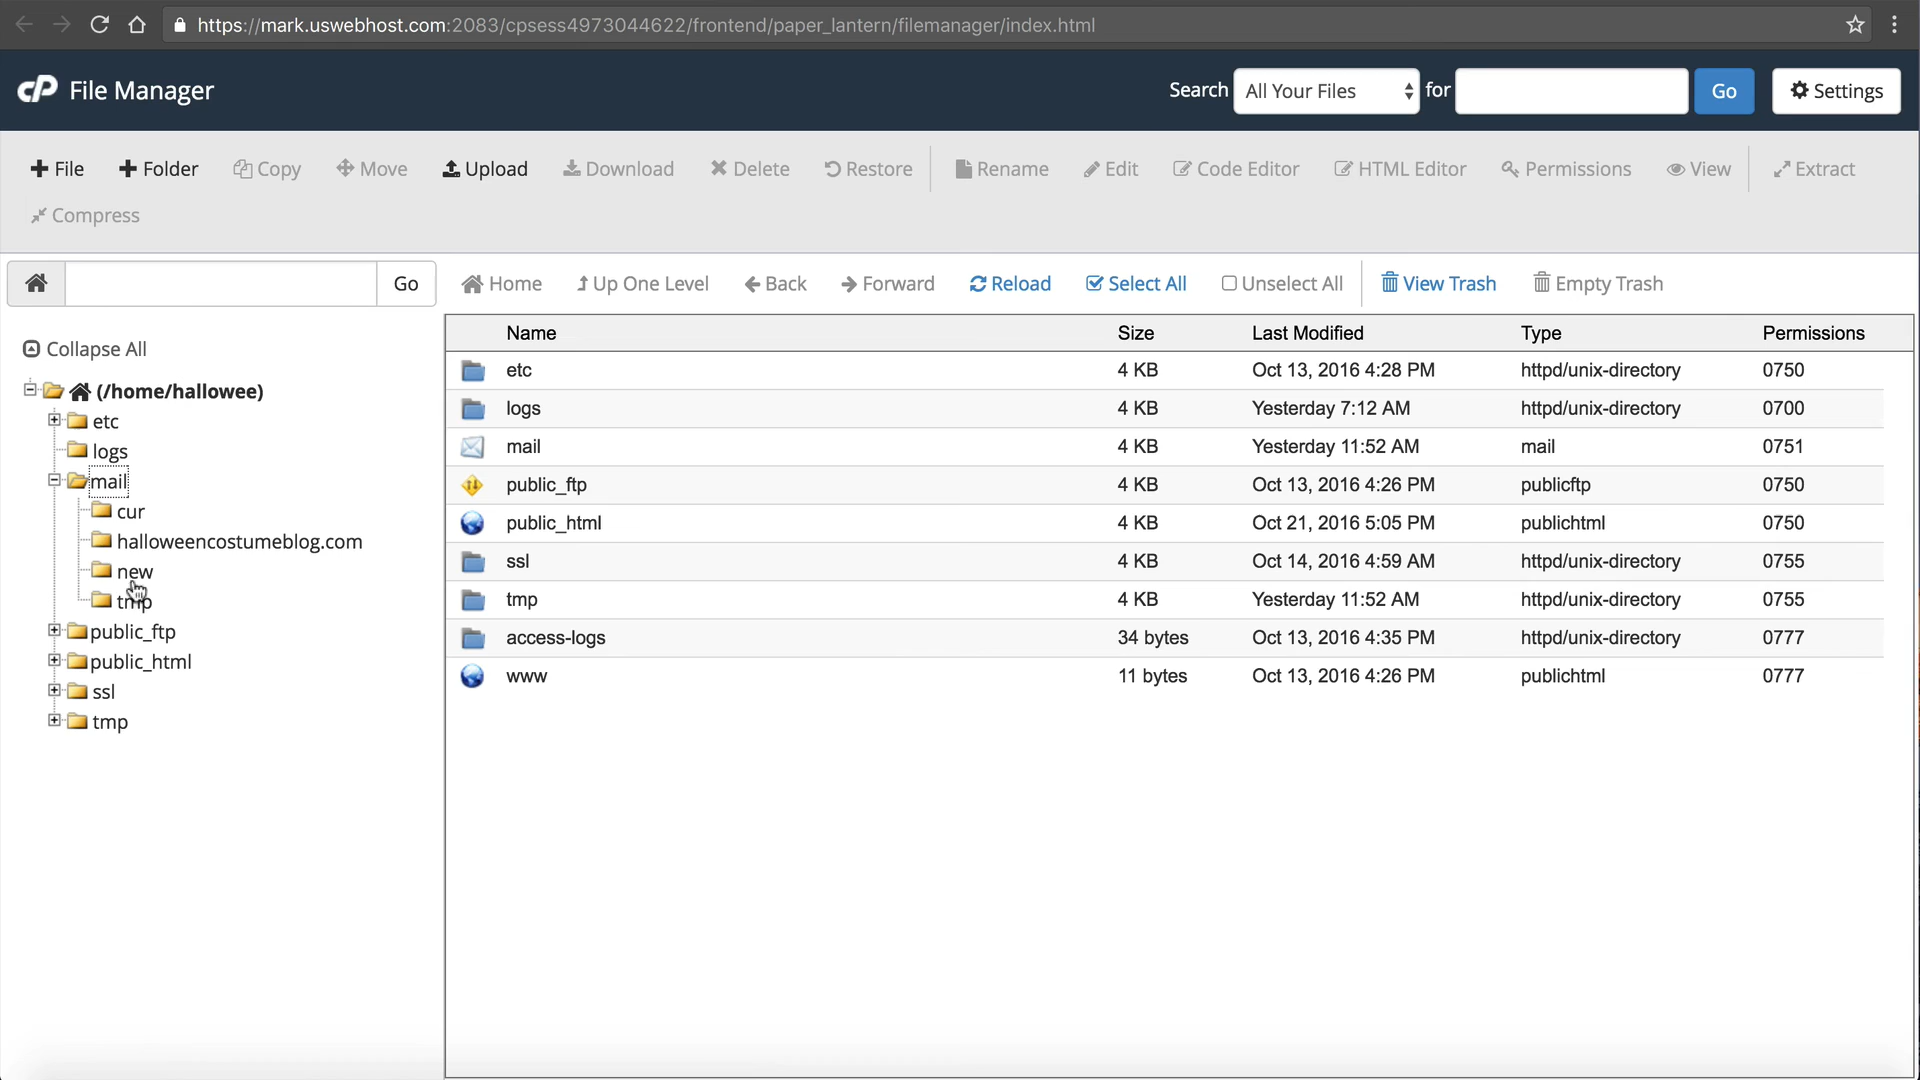 https://mark.uswebhost.com:2083/cpsess4973044622/frontend/paper_lantern/filemanager/index.html
cP File Manager
Search All Your Files for Go Settings
File Folder Copy Move Upload Download Delete Restore Rename Edit Code Editor HTML Editor Permissions View Extract
Compress
Go Home Up One Level Back Forward Reload Select All Unselect All View Trash Empty Trash
Collapse All
(/home/hallowee)
etc
logs
mail
cur
halloweencostumeblog.com
new
tmp
public_ftp
public_html
ssl
tmp
Name Size Last Modified Type Permissions
etc 4 KB Oct 13, 2016 4:28 PM httpd/unix-directory 0750
logs 4 KB Yesterday 7:12 AM httpd/unix-directory 0700
mail 4 KB Yesterday 11:52 AM mail 0751
public_ftp 4 KB Oct 13, 2016 4:26 PM publicftp 0750
public_html 4 KB Oct 21, 2016 5:05 PM publichtml 0750
ssl 4 KB Oct 14, 2016 4:59 AM httpd/unix-directory 0755
tmp 4 KB Yesterday 11:52 AM httpd/unix-directory 0755
access-logs 34 bytes Oct 13, 2016 4:35 PM httpd/unix-directory 0777
www 11 bytes Oct 13, 2016 4:26 PM publichtml 0777